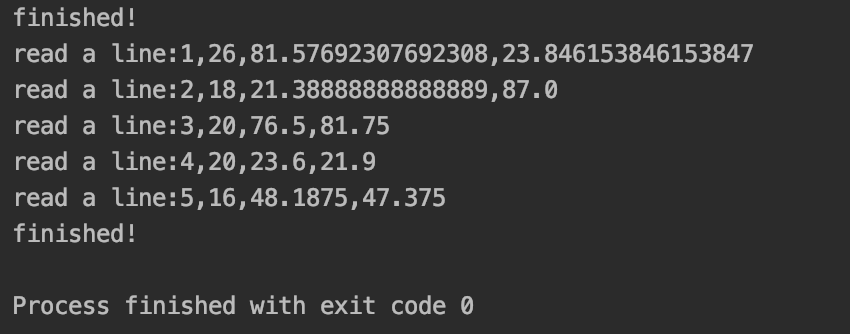 finished!
read a line:1,26,81.57692307692308,23.846153846153847
read a line:2,18,21.38888888888889,87.0
read a line:3,20,76.5,81.75
read a line:4,20,23.6,21.9
read a line:5,16,48.1875,47.375
finished!
Process finished with exit code 0